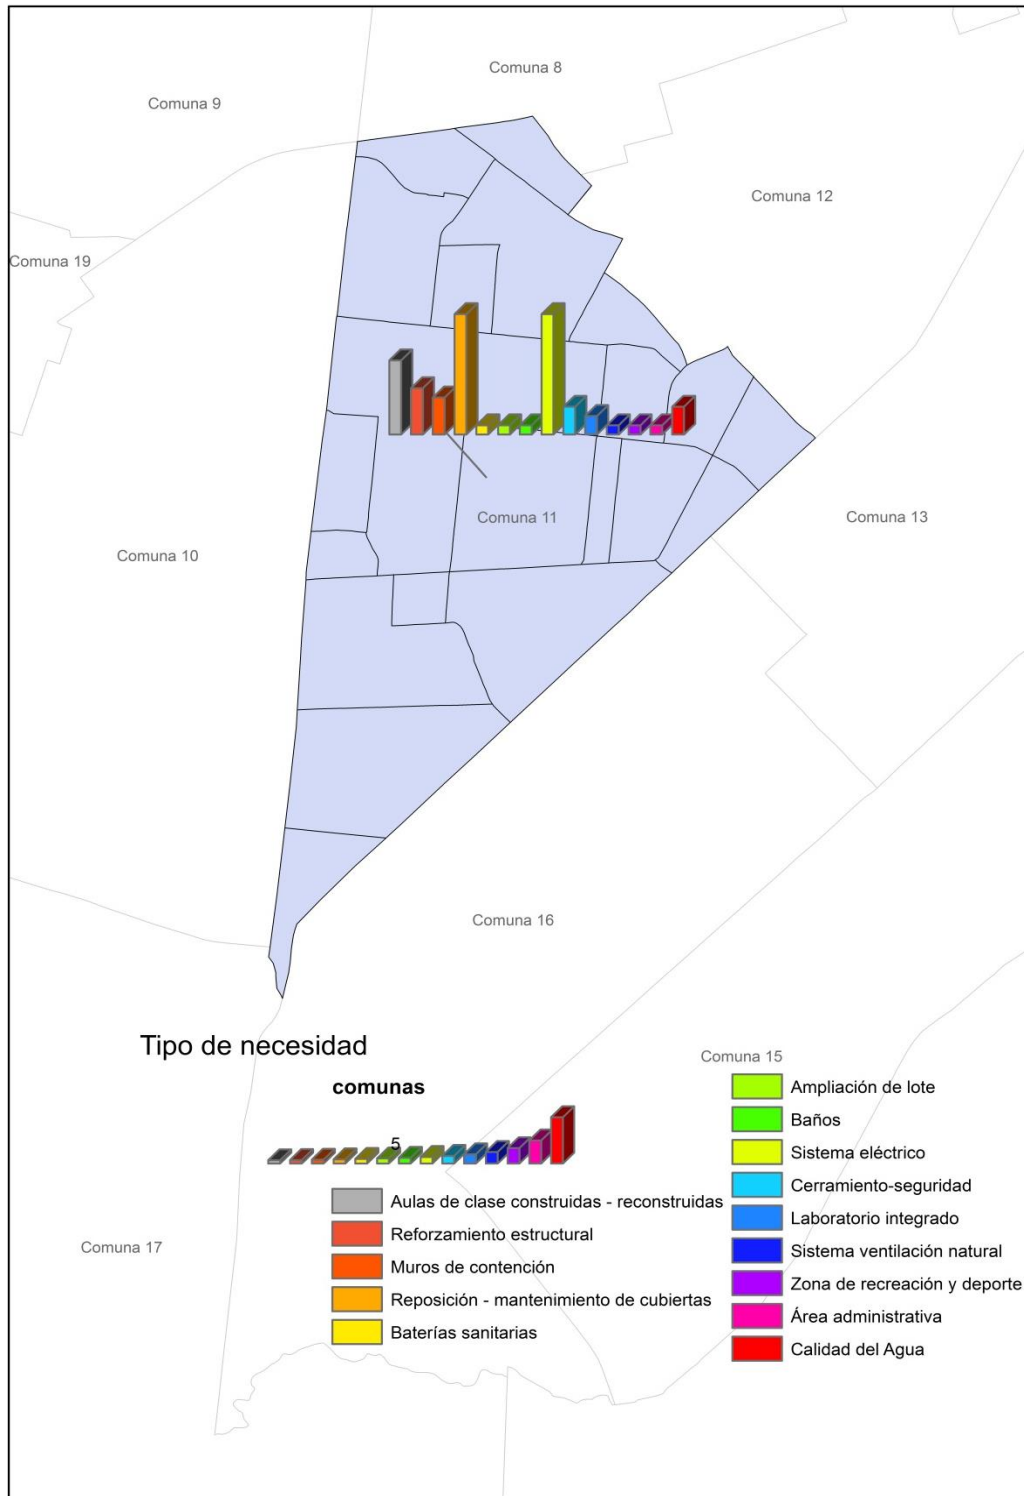 Comuna 8
Comuna 9
Comuna 12
Comuna 19
Comuna 11
Comuna 13
Comuna 10
Comuna 16
Tipo de necesidad
Comuna 15
comunas
5
Aulas de clase construidas - reconstruidas
Reforzamiento estructural
Muros de contención
Reposición - mantenimiento de cubiertas
Baterías sanitarias
Ampliación de lote
Baños
Sistema eléctrico
Cerramiento-seguridad
Laboratorio integrado
Sistema ventilación natural
Zona de recreación y deporte
Área administrativa
Calidad del Agua
Comuna 17